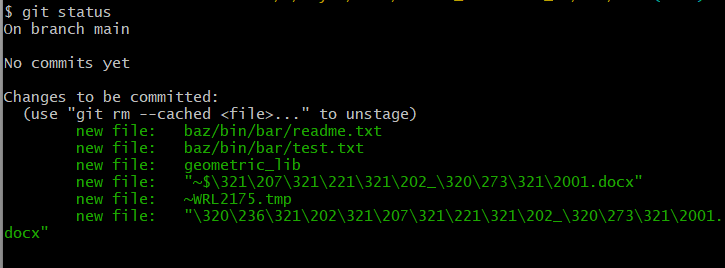 $ git status
On branch main
No commits yet
Changes to be committed:
(use "git rm --cached <file>..." to unstage)
new file: baz/bin/bar/readme.txt
new file: baz/bin/bar/test.txt
new file: geometric_lib
new file: "~$\321\207\321\221\321\202_\320\273\321\2001.docx"
new file: ~WRL2175.tmp
new file: "\320\236\321\202\321\207\321\221\321\202_\320\273\321\2001.
docx"